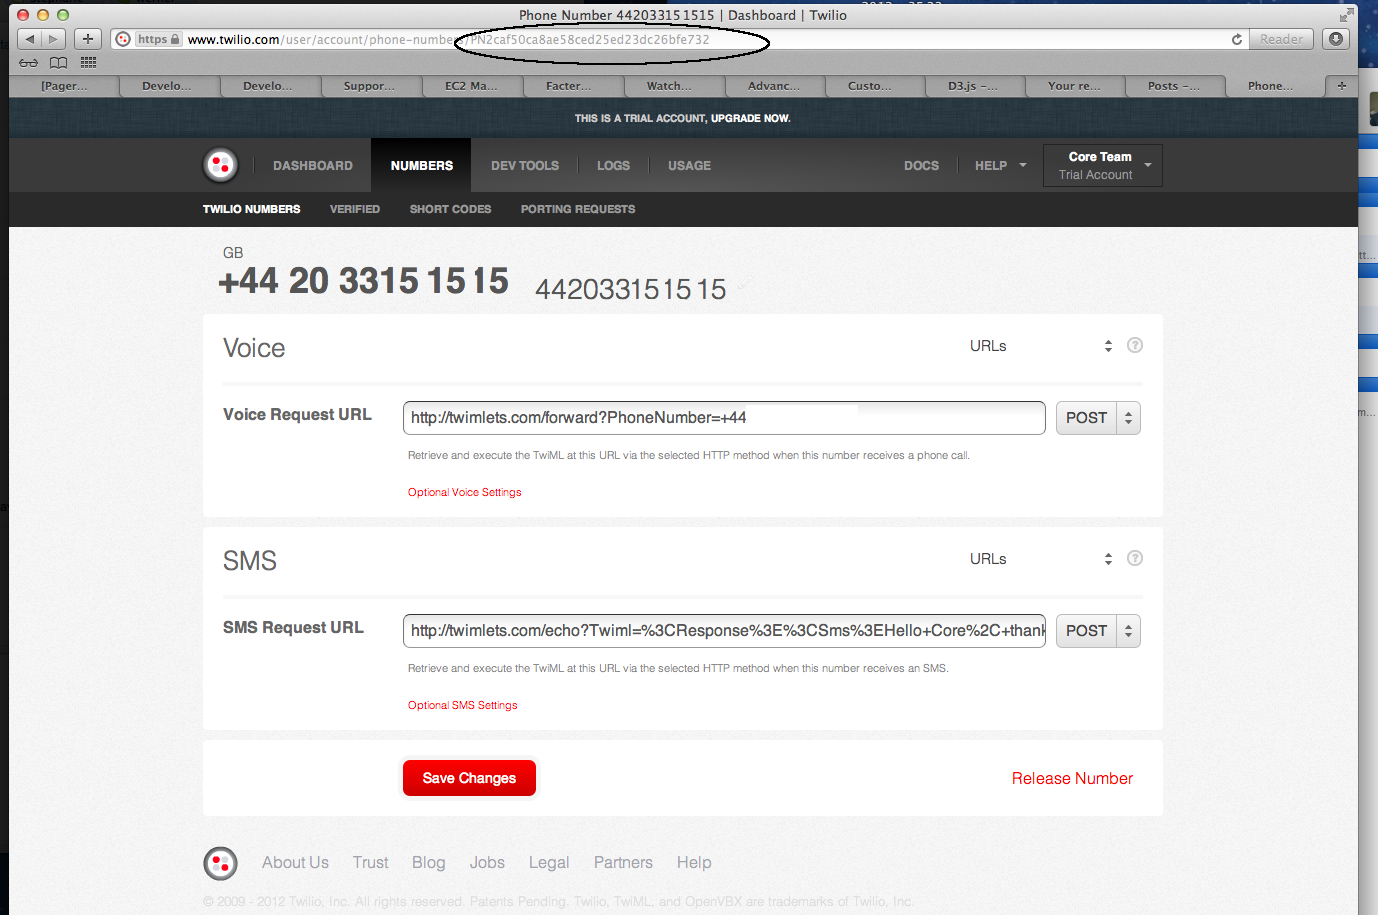 Phone Number 442033151515 | Dashboard | Twilio
https www.twilio.com/user/account/phone-numbers/PN2caf50ca8ae58ced25ed23dc26bfe732 Reader
[Pager... Develo... Develo... Suppor... EC2 Ma... Facter... Watch... Advanc... Custo... D3.js –... Your re... Posts –... Phone... +
THIS IS A TRIAL ACCOUNT, UPGRADE NOW.
DASHBOARD NUMBERS DEV TOOLS LOGS USAGE DOCS HELP Core Team
Trial Account
TWILIO NUMBERS VERIFIED SHORT CODES PORTING REQUESTS
GB
+44 20 3315 1515 442033151515
Voice URLs ?
Voice Request URL http://twimlets.com/forward?PhoneNumber=+44 POST
Retrieve and execute the TwiML at this URL via the selected HTTP method when this number receives a phone call.
Optional Voice Settings
SMS URLs ?
SMS Request URL http://twimlets.com/echo?Twiml=%3CResponse%3E%3CSms%3EHello+Core%2C+thank POST
Retrieve and execute the TwiML at this URL via the selected HTTP method when this number receives an SMS.
Optional SMS Settings
Save Changes Release Number
About Us Trust Blog Jobs Legal Partners Help
© 2009 - 2012 Twilio, Inc. All rights reserved. Patents Pending. Twilio, TwiML, and OpenVBX are trademarks of Twilio, Inc.